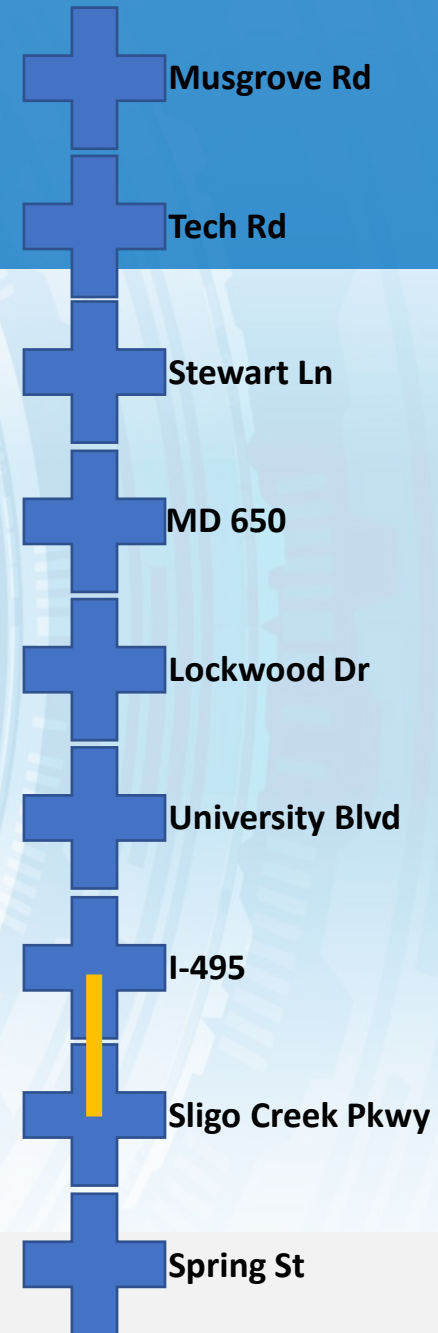 Musgrove Rd
Tech Rd
Stewart Ln
MD 650
Lockwood Dr
University Blvd
I-495
Sligo Creek Pkwy
Spring St